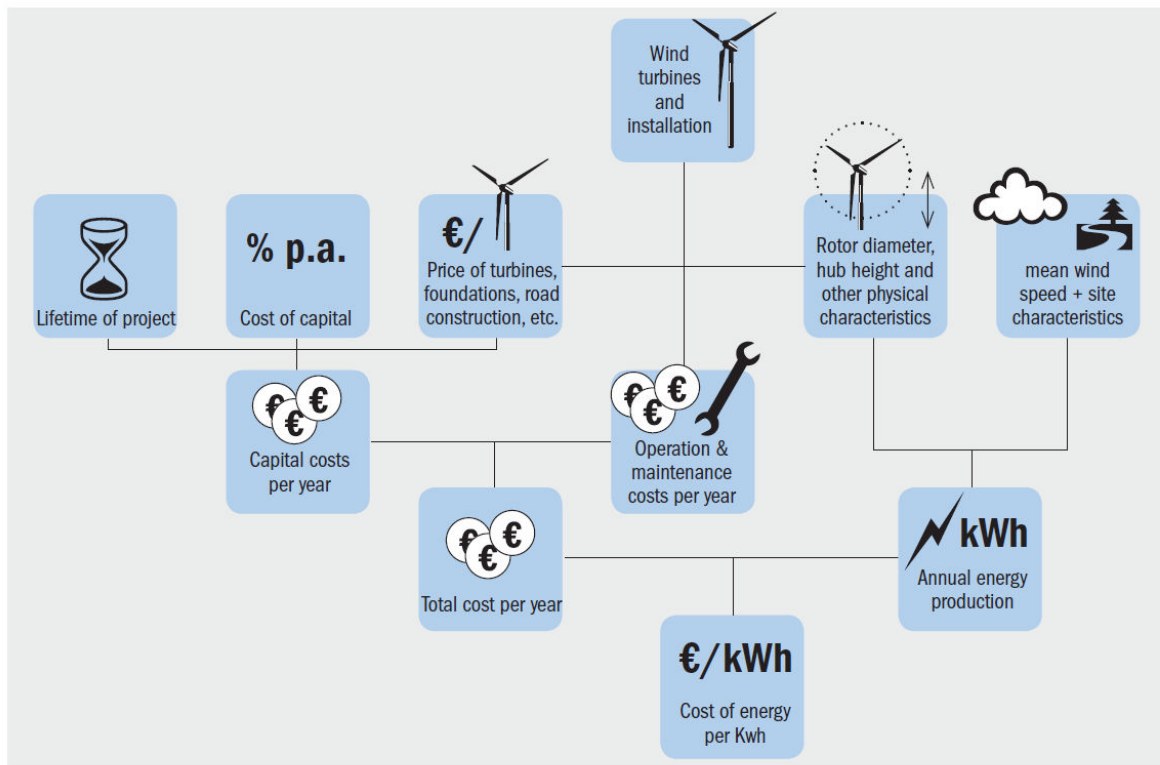 Wind
turbines
and
installation
€/
% p.a.
Lifetime of project
Cost of capital
Price of turbines,
foundations, road
construction, etc.
Rotor diameter,
hub height and
other physical
characteristics
mean wind
speed + site
characteristics
€ € €
Capital costs
per year
€ € €
Operation &
maintenance
costs per year
€ € €
Total cost per year
kWh
Annual energy
production
€/kWh
Cost of energy
per Kwh